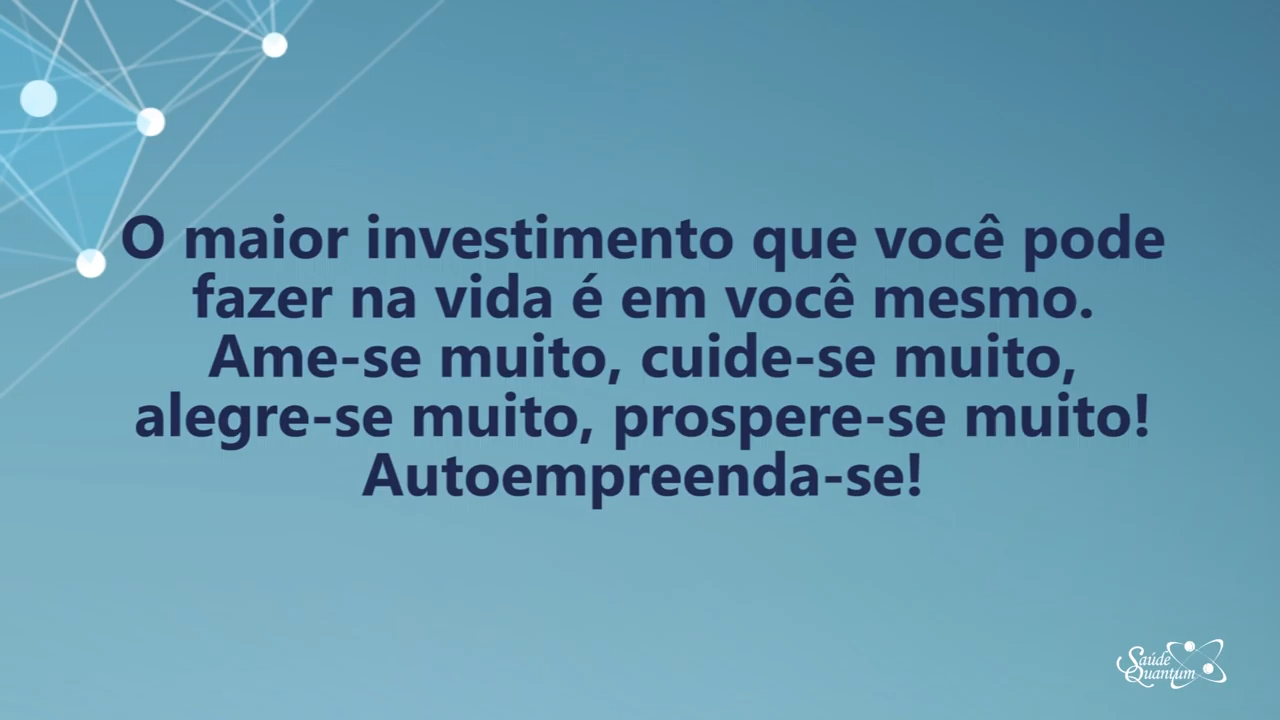 O maior investimento que você pode
fazer na vida é em você mesmo.
Ame-se muito, cuide-se muito,
alegre-se muito, prospere-se muito!
Autoempreenda-se!
Saúde
Quantum